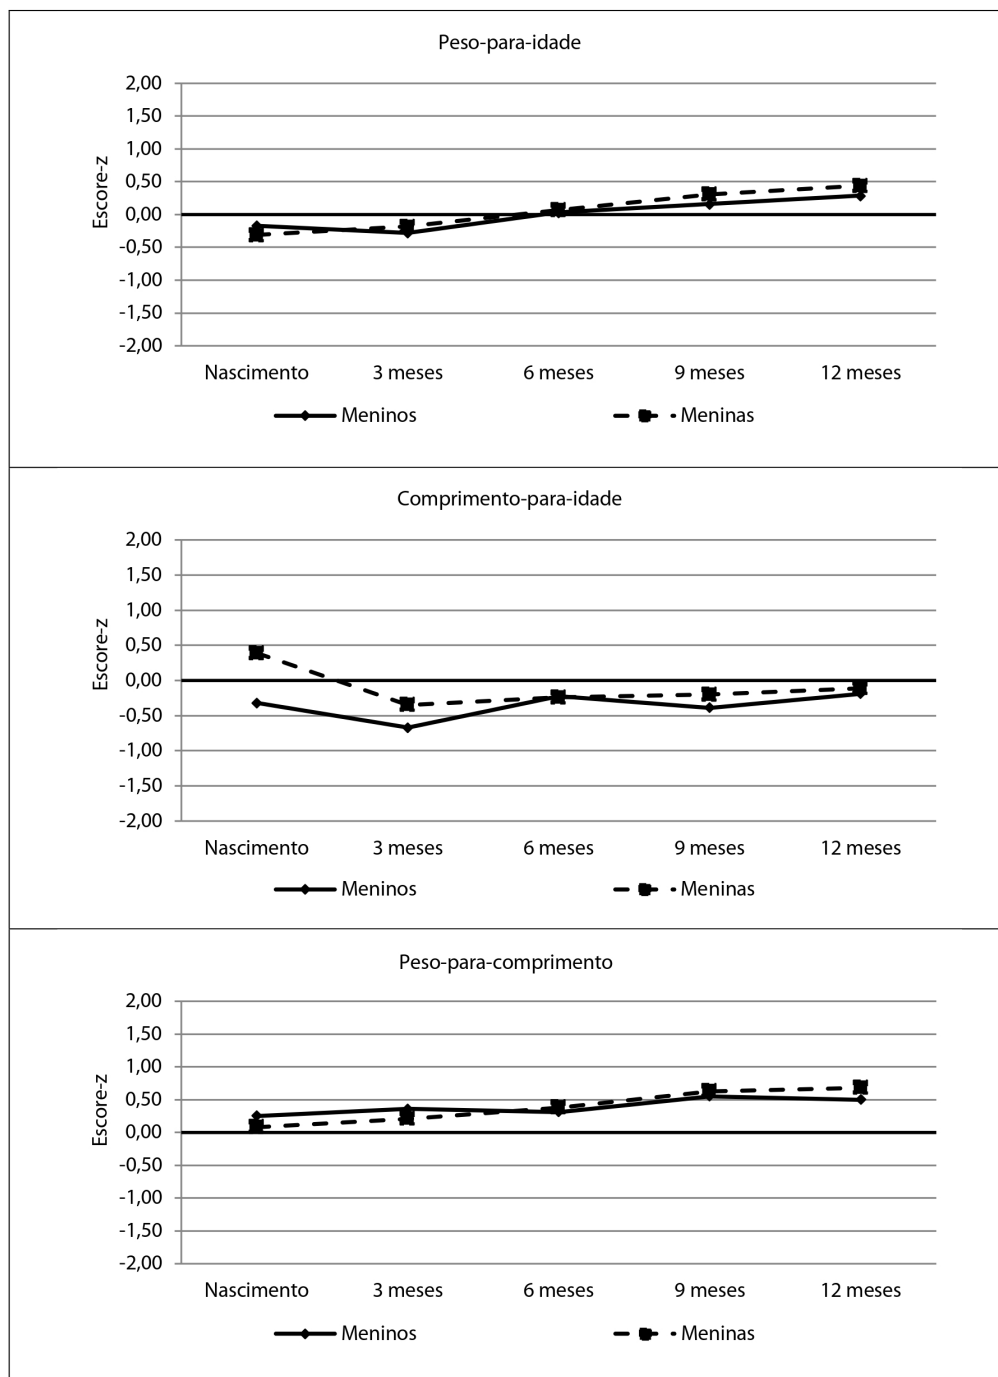 Peso-para-idade
Escore-z
2,00
1,50
1,00
0,50
0,00
-0,50
-1,00
-1,50
-2,00
Nascimento 3 meses 6 meses 9 meses 12 meses
Meninos Meninas
Comprimento-para-idade
Escore-z
2,00
1,50
1,00
0,50
0,00
-0,50
-1,00
-1,50
-2,00
Nascimento 3 meses 6 meses 9 meses 12 meses
Meninos Meninas
Peso-para-comprimento
Escore-z
2,00
1,50
1,00
0,50
0,00
-0,50
-1,00
-1,50
-2,00
Nascimento 3 meses 6 meses 9 meses 12 meses
Meninos Meninas